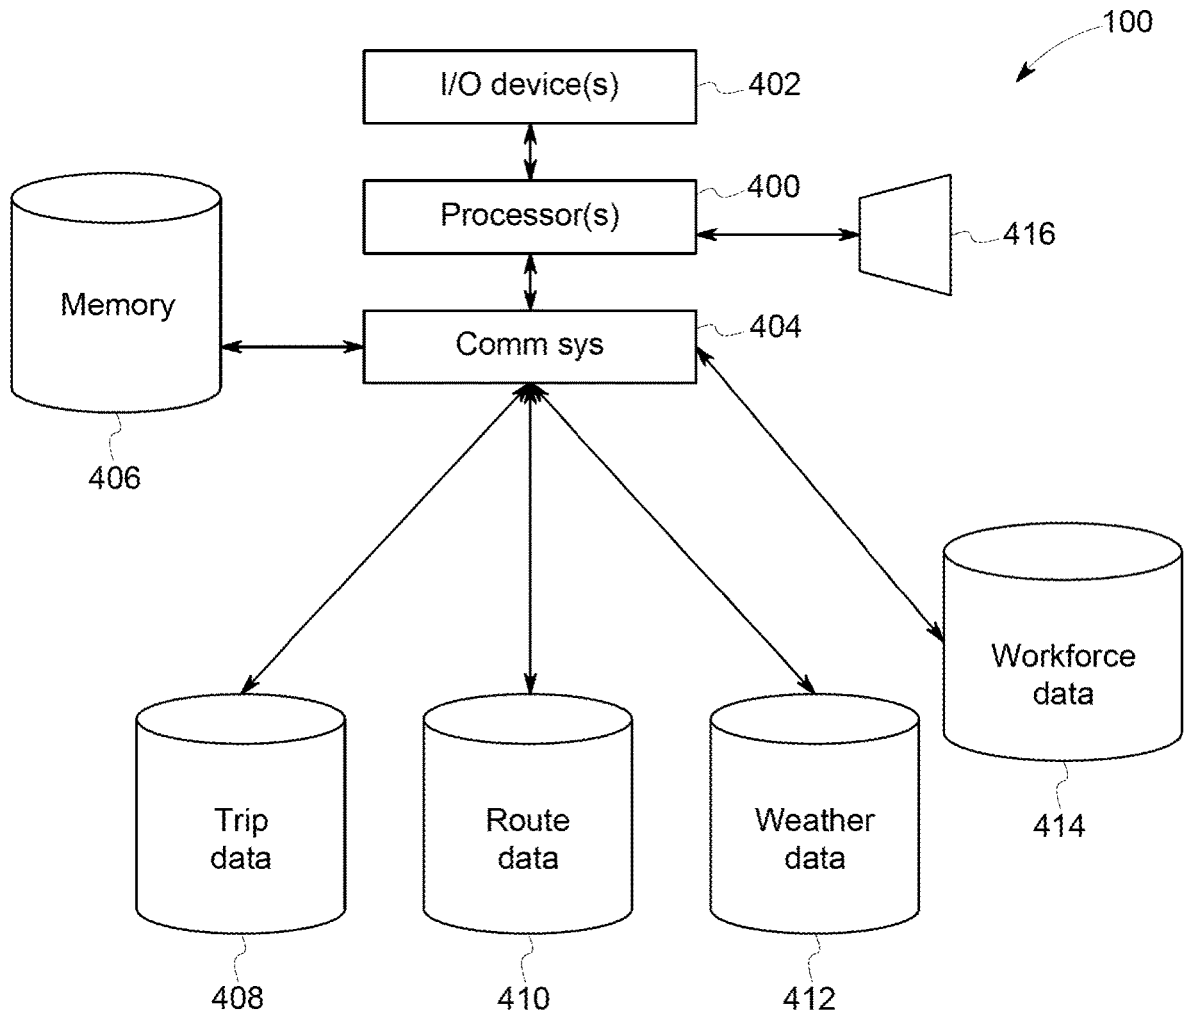 100
I/O device(s)
402
400
Processor(s)
416
Memory
404
Comm sys
406
Workforce
data
414
Trip
data
Route
data
Weather
data
408
410
412